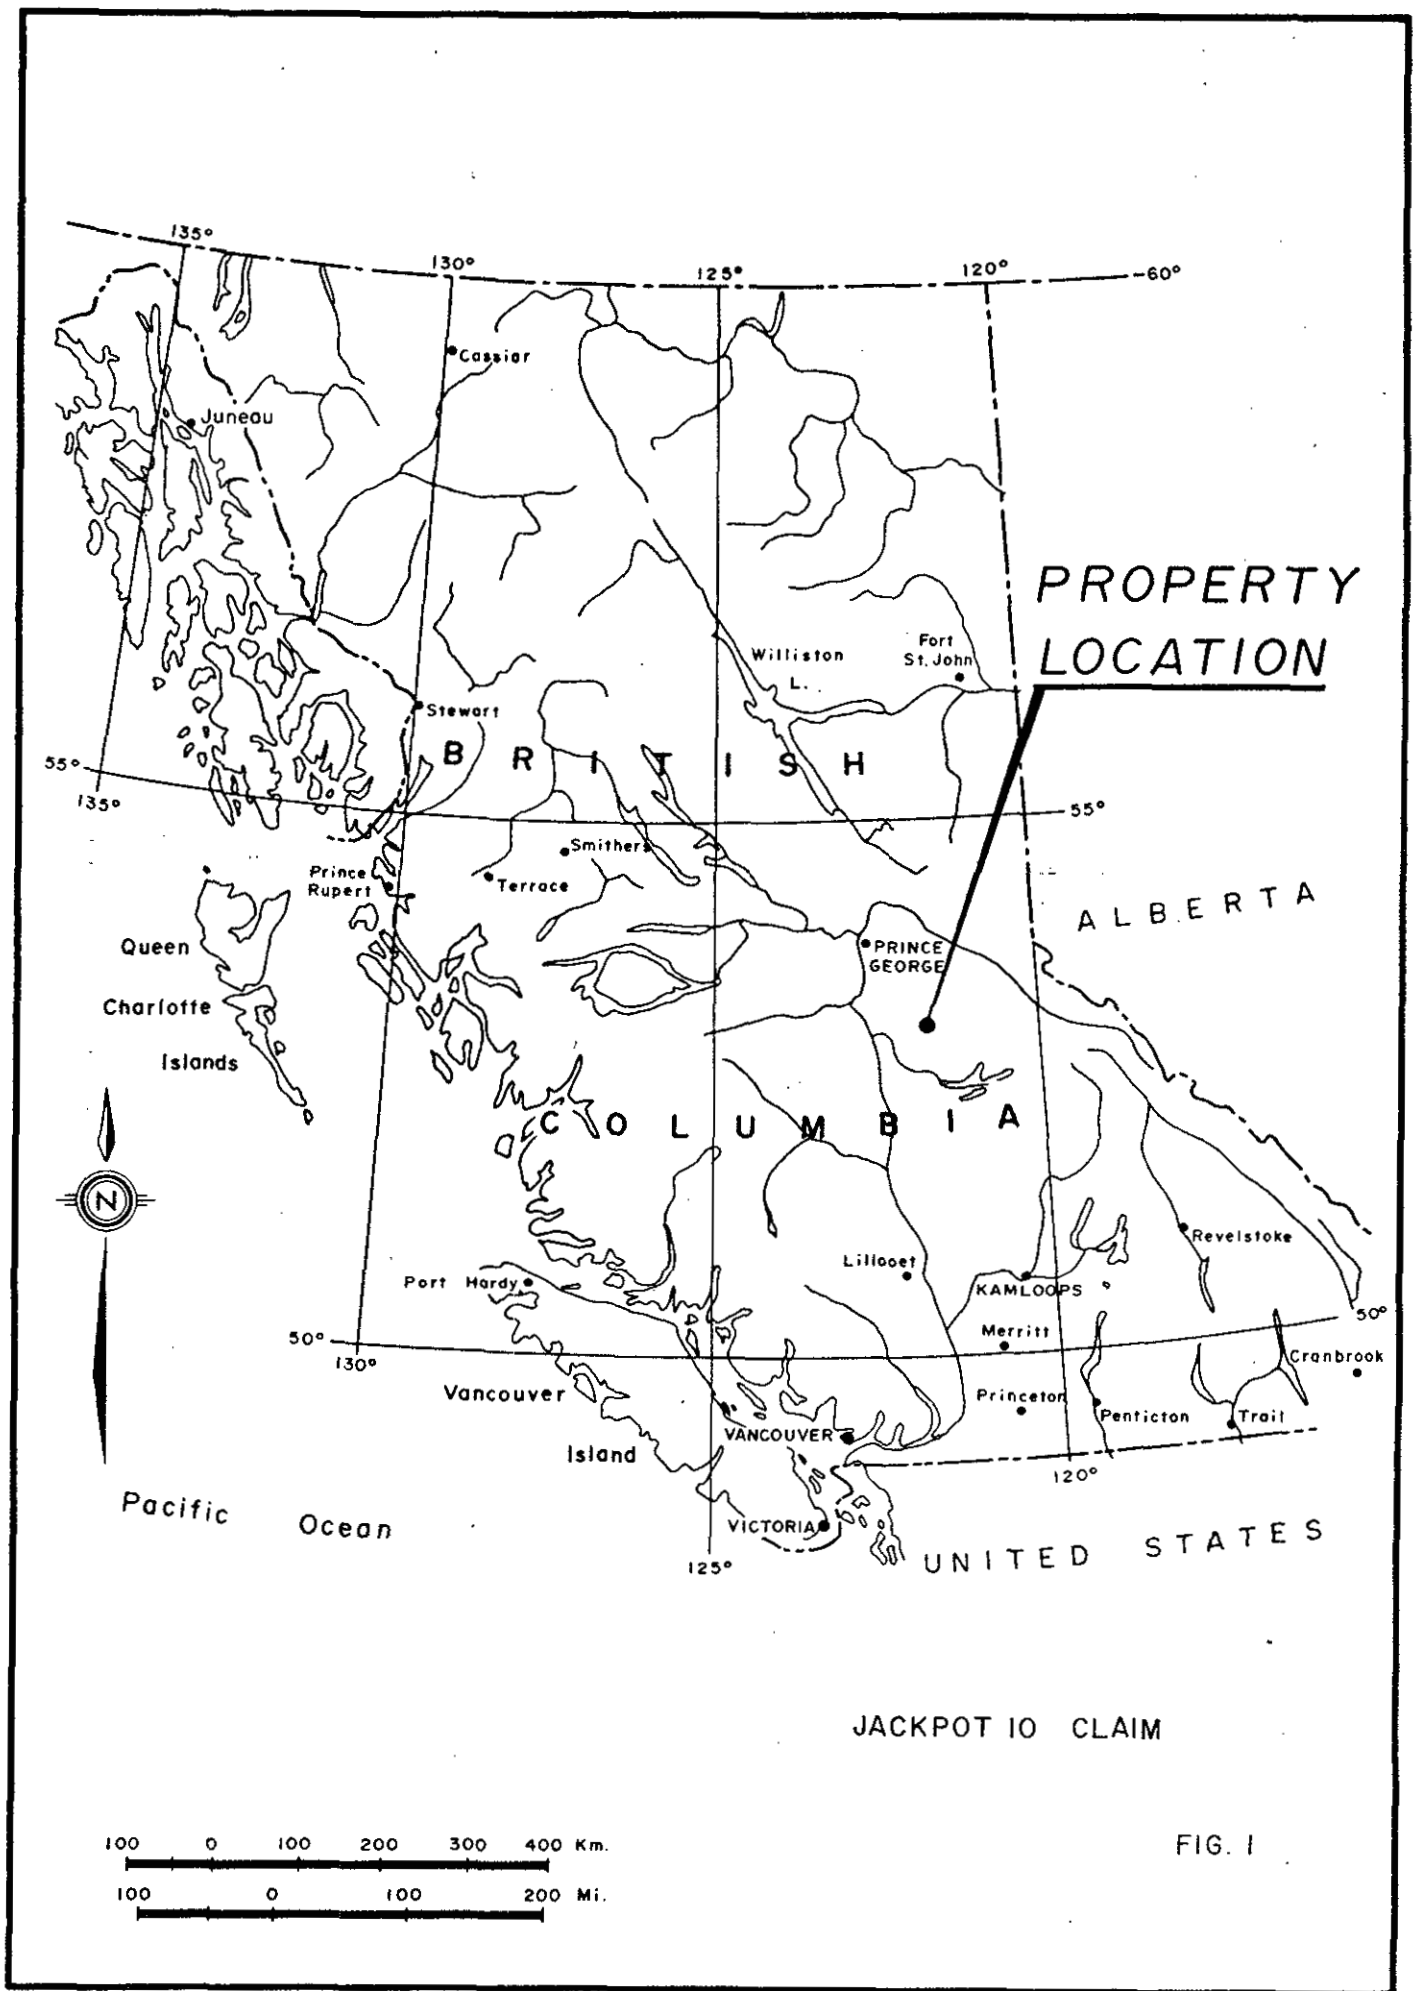 135°
130°
125°
120°
60°
Cassiar
Juneau
PROPERTY
LOCATION
Williston
L.
Fort
St. John
Stewart
BRITISH
55°
135°
55°
Smithers
Prince
Rupert
Terrace
ALBERTA
Queen
Charlotte
Islands
PRINCE
GEORGE
COLUMBIA
N
Revelstoke
Lillooet
Port Hardy
KAMLOOPS
Merritt
50°
50°
130°
Cranbrook
Vancouver
Island
Princeton
Penticton
Trail
VANCOUVER
120°
Pacific Ocean
VICTORIA
125°
UNITED STATES
JACKPOT 10 CLAIM
100 0 100 200 300 400 Km.
100 0 100 200 Mi.
FIG. 1